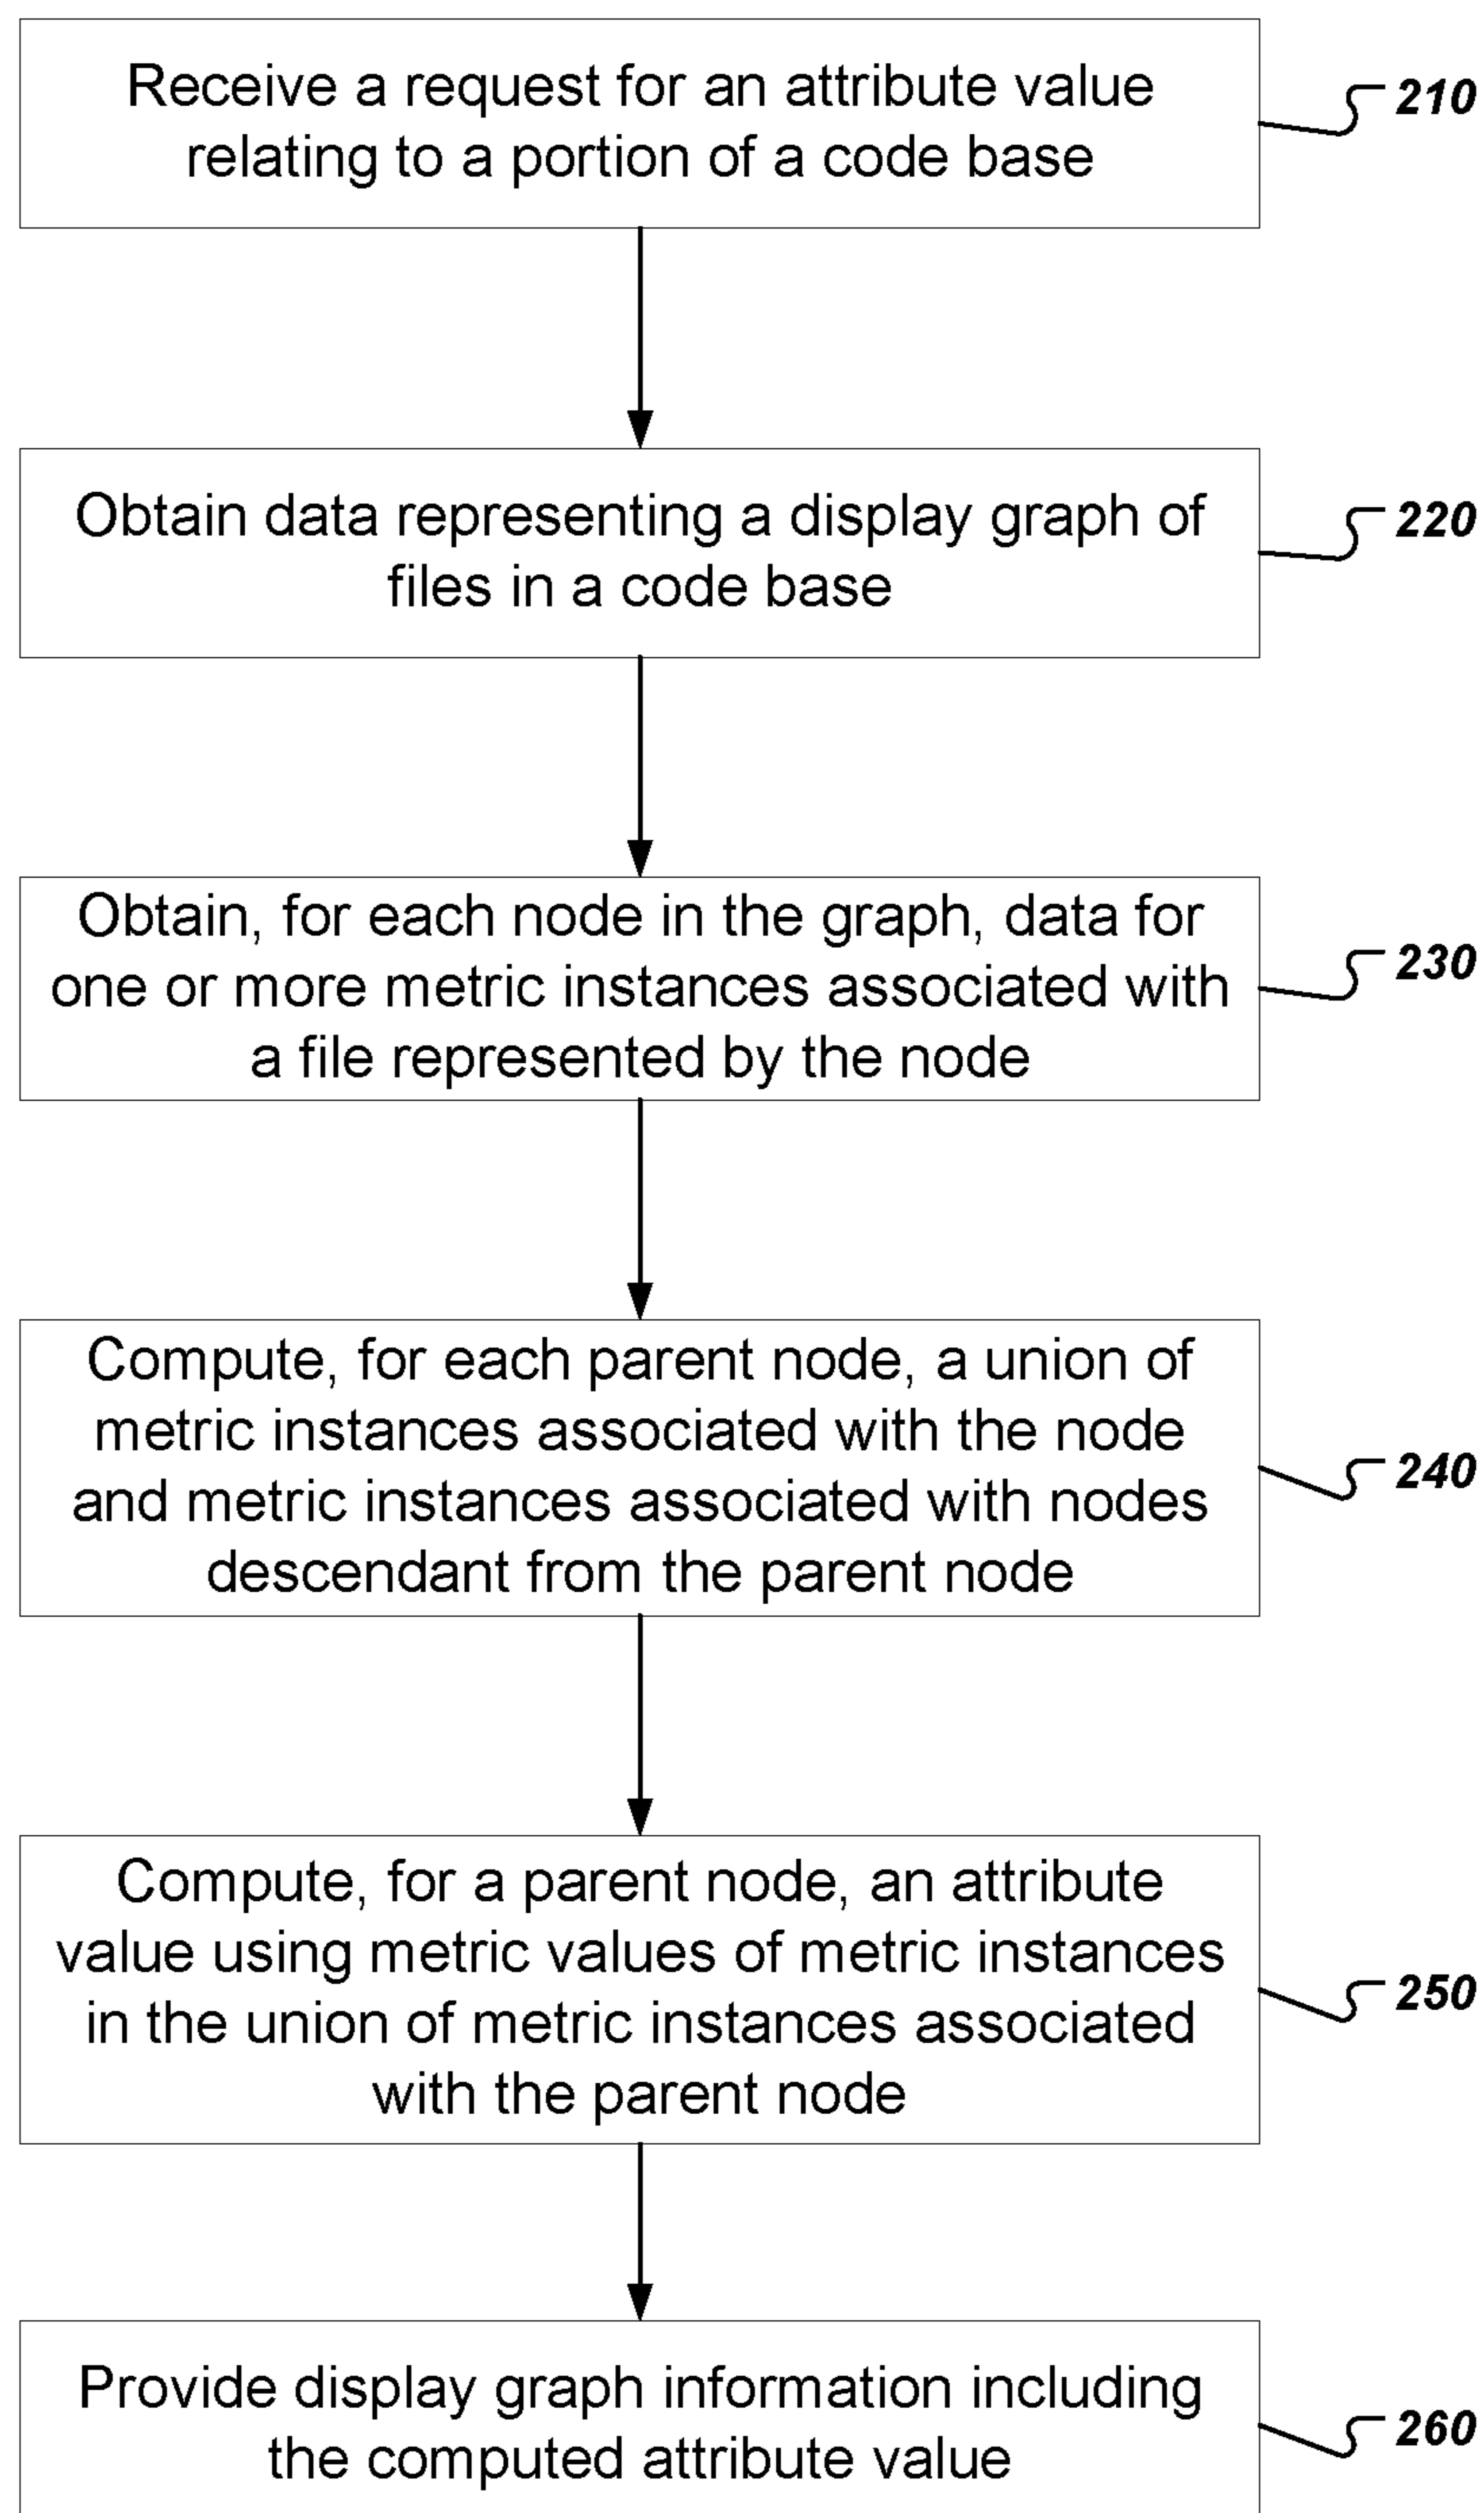 Receive a request for an attribute value
relating to a portion of a code base
210
Obtain data representing a display graph of
files in a code base
220
Obtain, for each node in the graph, data for
one or more metric instances associated with
a file represented by the node
230
Compute, for each parent node, a union of
metric instances associated with the node
and metric instances associated with nodes
descendant from the parent node
240
Compute, for a parent node, an attribute
value using metric values of metric instances
in the union of metric instances associated
with the parent node
250
Provide display graph information including
the computed attribute value
260